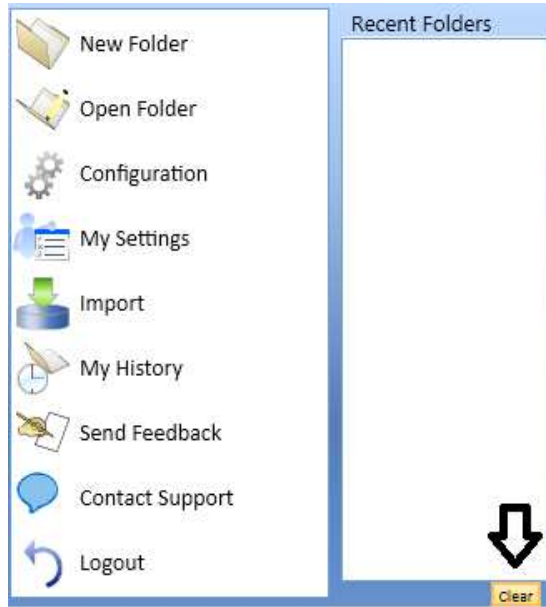 New Folder
Open Folder
Configuration
My Settings
Import
My History
Send Feedback
Contact Support
Logout
Recent Folders
Clear